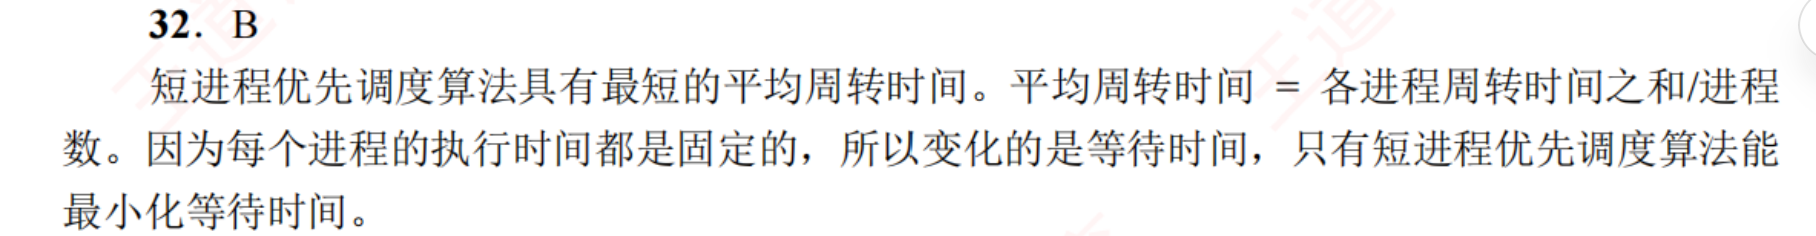 32. B
短进程优先调度算法具有最短的平均周转时间。平均周转时间 = 各进程周转时间之和/进程
数。因为每个进程的执行时间都是固定的，所以变化的是等待时间，只有短进程优先调度算法能
最小化等待时间。
王道
王道